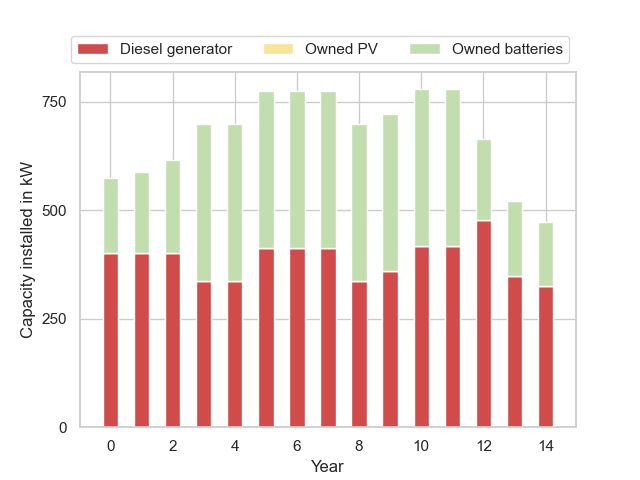 Diesel generator Owned PV Owned batteries
750
500
250
0
Capacity installed in kW
0 2 4 6 8 10 12 14
Year